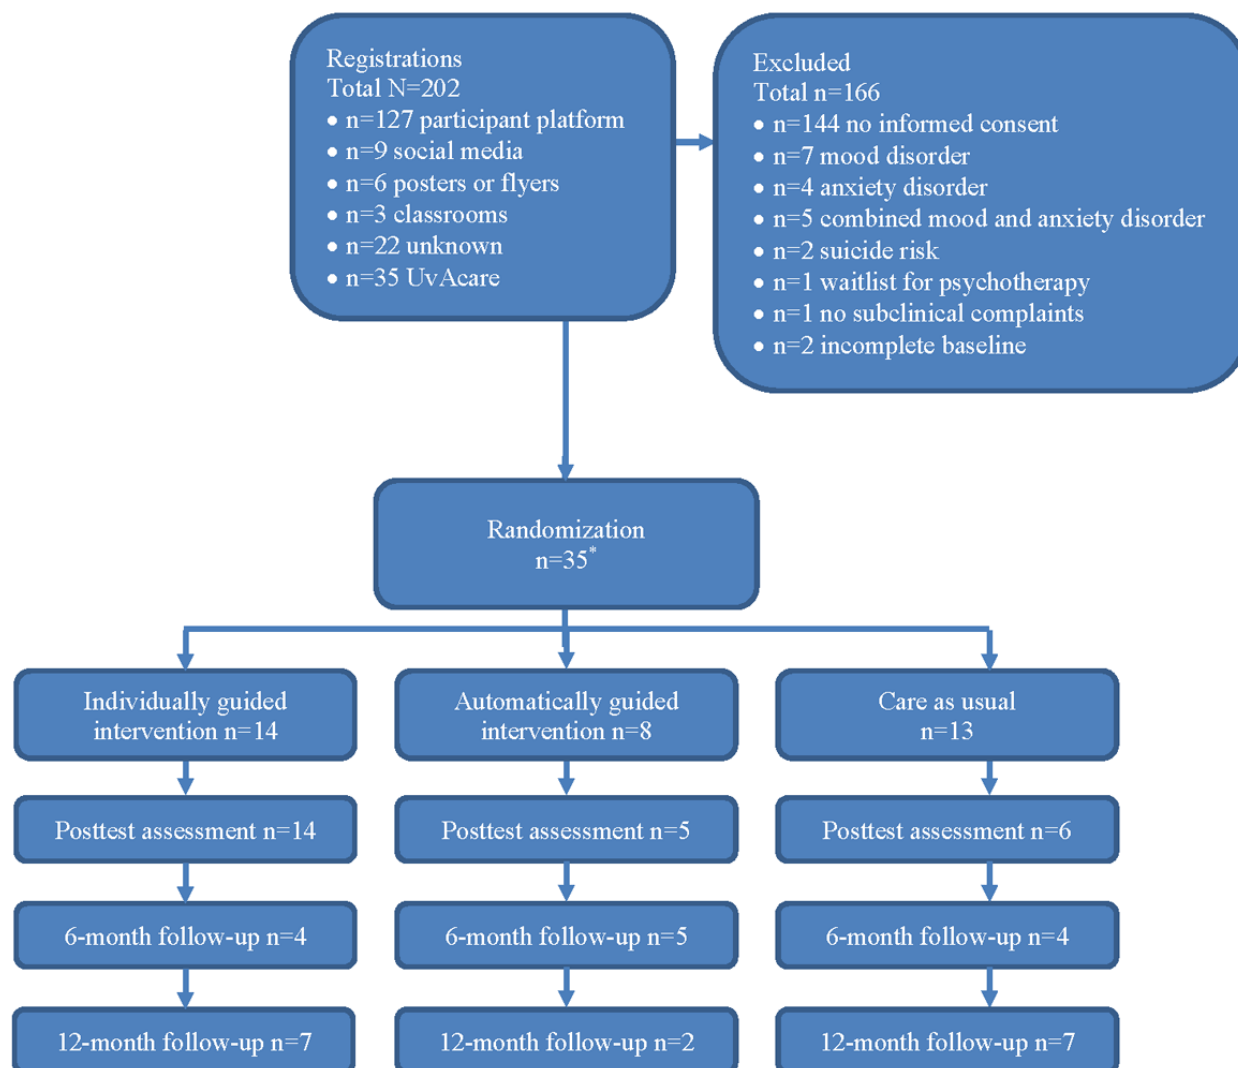 Registrations
Total N=202
• n=127 participant platform
• n=9 social media
• n=6 posters or flyers
• n=3 classrooms
• n=22 unknown
• n=35 UvAcare
Excluded
Total n=166
• n=144 no informed consent
• n=7 mood disorder
• n=4 anxiety disorder
• n=5 combined mood and anxiety disorder
• n=2 suicide risk
• n=1 waitlist for psychotherapy
• n=1 no subclinical complaints
• n=2 incomplete baseline
Randomization
n=35*
Individually guided
intervention n=14
Automatically guided
intervention n=8
Care as usual
n=13
Posttest assessment n=14
Posttest assessment n=5
Posttest assessment n=6
6-month follow-up n=4
6-month follow-up n=5
6-month follow-up n=4
12-month follow-up n=7
12-month follow-up n=2
12-month follow-up n=7